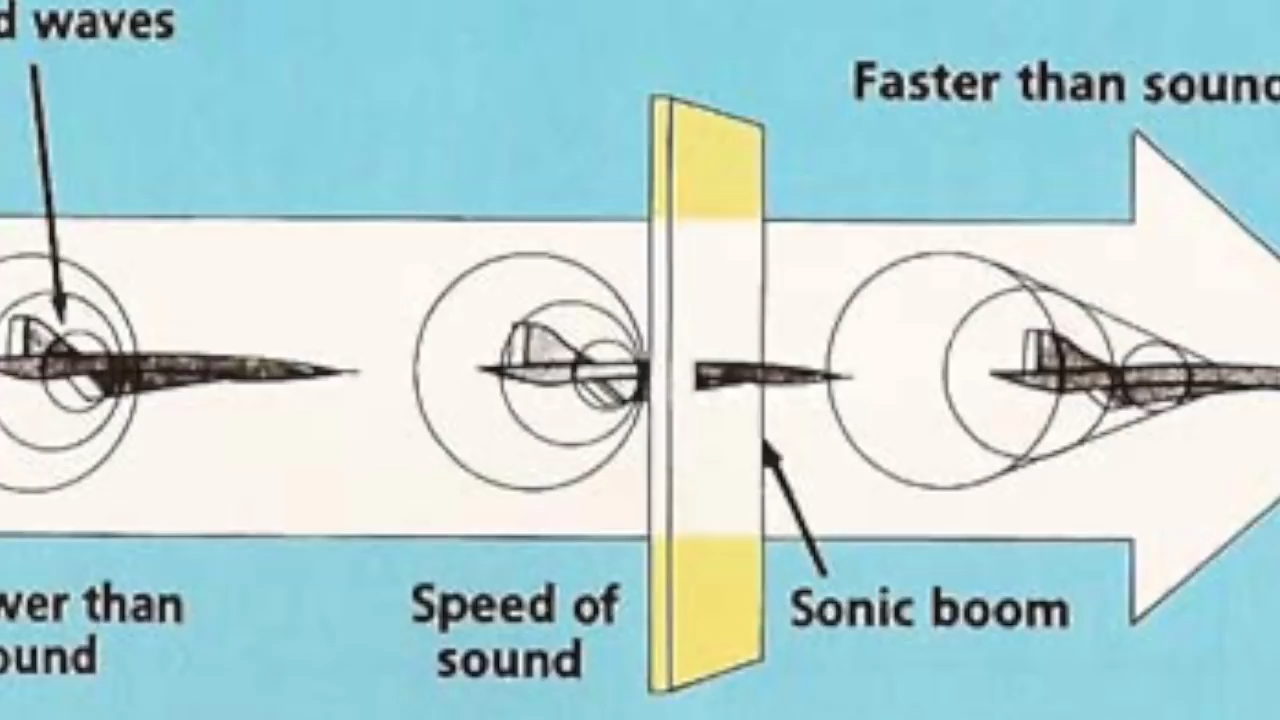 d waves
Faster than sound
wer than
ound
Speed of
sound
Sonic boom